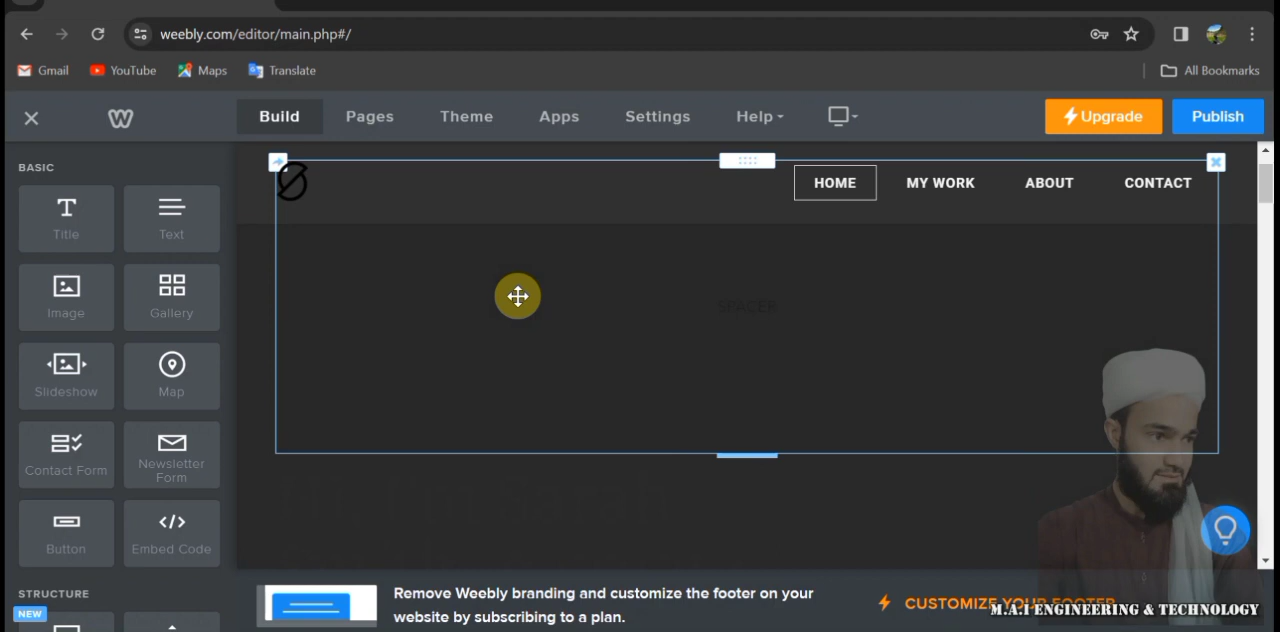 weebly.com/editor/main.php#/
Gmail YouTube Maps Translate All Bookmarks
Build Pages Theme Apps Settings Help Upgrade Publish
BASIC
Title Text
Image Gallery
Slideshow Map
Contact Form Newsletter Form
Button Embed Code
STRUCTURE
NEW
HOME MY WORK ABOUT CONTACT
SPACER
Remove Weebly branding and customize the footer on your
website by subscribing to a plan.
CUSTOMIZE YOUR FOOTER
M.A.I ENGINEERING & TECHNOLOGY